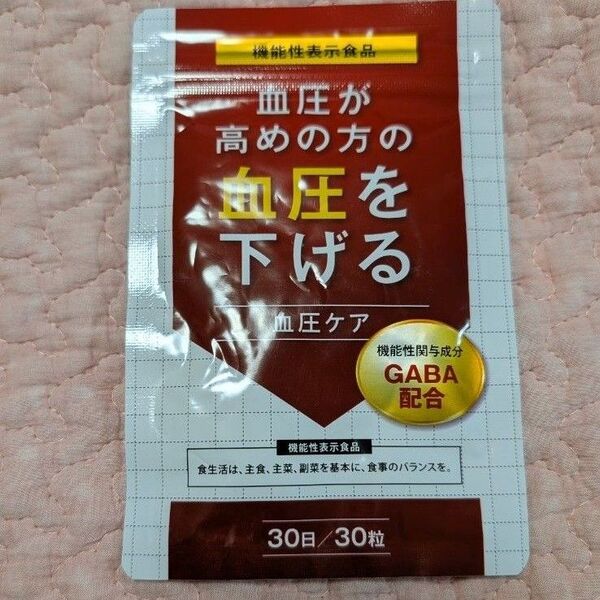 機能性表示食品
血圧が
高めの方の
血圧を
下げる
血圧ケア
機能性関与成分
GABA
配合
機能性表示食品
食生活は、主食、主菜、副菜を基本に、食事のバランスを。
30日/30粒